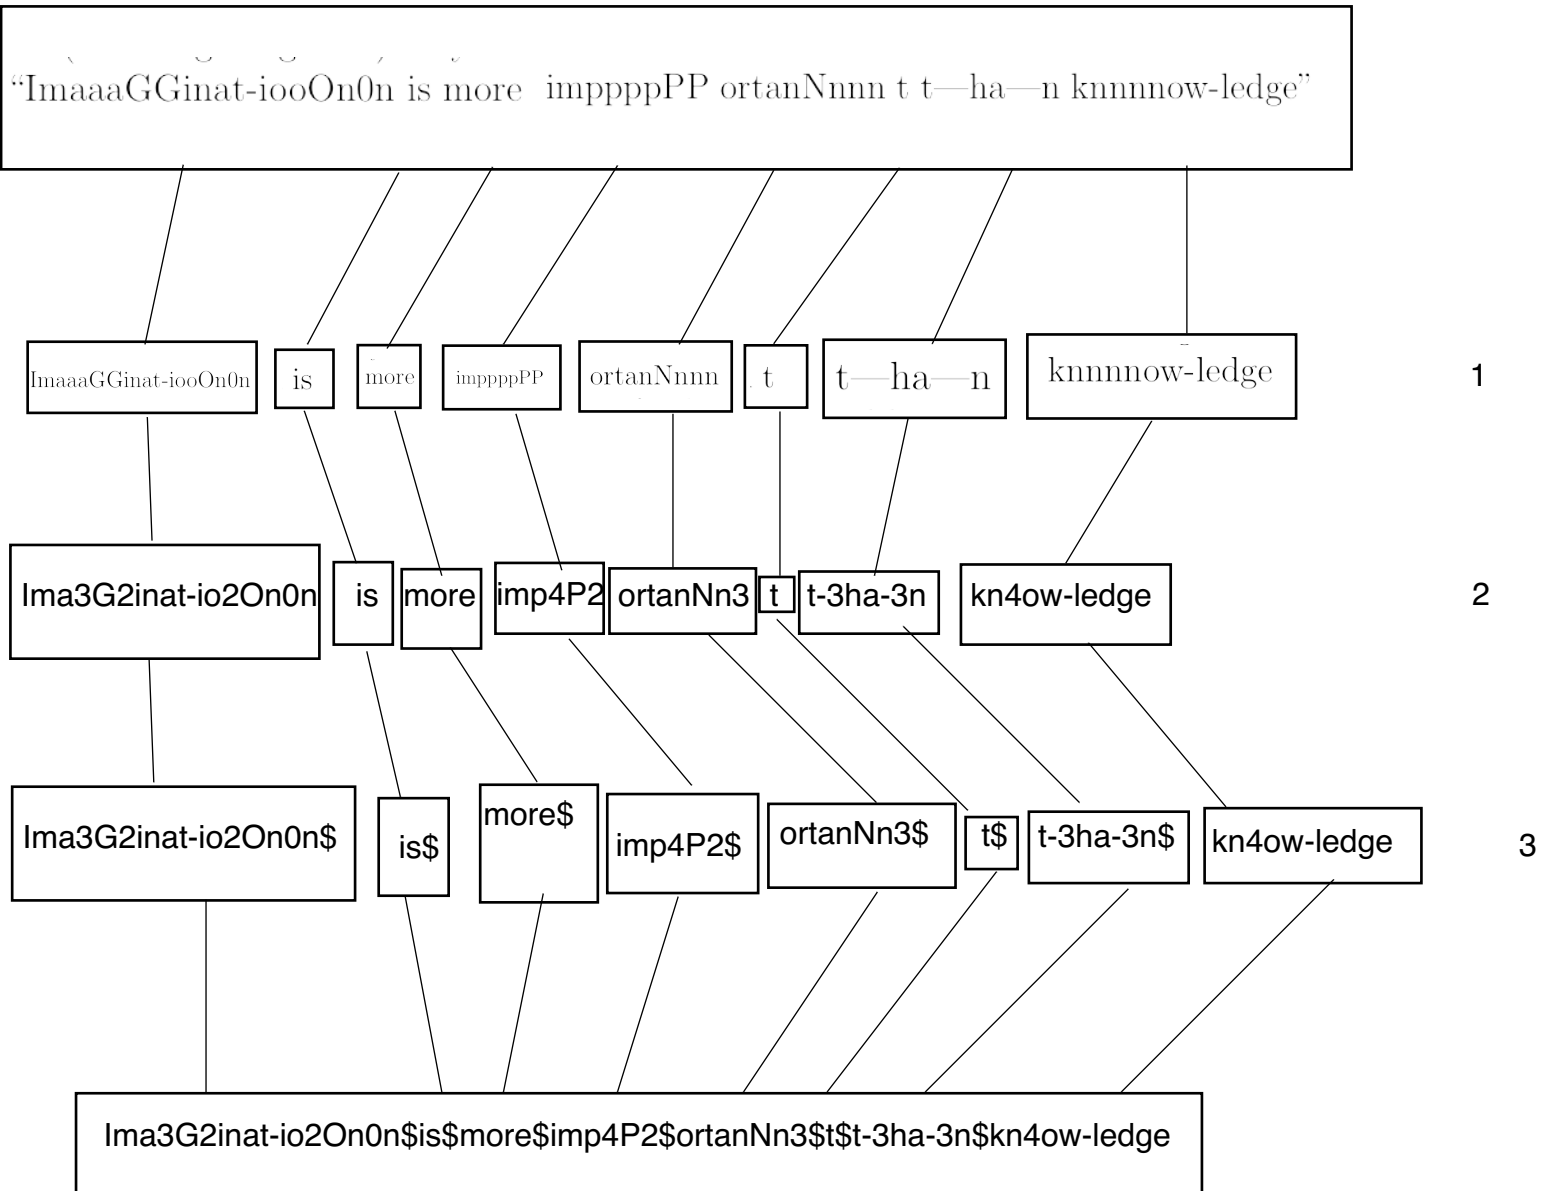 “ImaaaGGinat-iooOn0n is more imppppPP ortanNnnn t t—ha—n knnnnow-ledge”
ImaaaGGinat-iooOn0n is more imppppPP ortanNnnn t t—ha—n knnnnow-ledge 1
Ima3G2inat-io2On0n is more imp4P2 ortanNn3 t t-3ha-3n kn4ow-ledge 2
Ima3G2inat-io2On0n$ is$ more$ imp4P2$ ortanNn3$ t$ t-3ha-3n$ kn4ow-ledge 3
Ima3G2inat-io2On0n$is$more$imp4P2$ortanNn3$t$t-3ha-3n$kn4ow-ledge